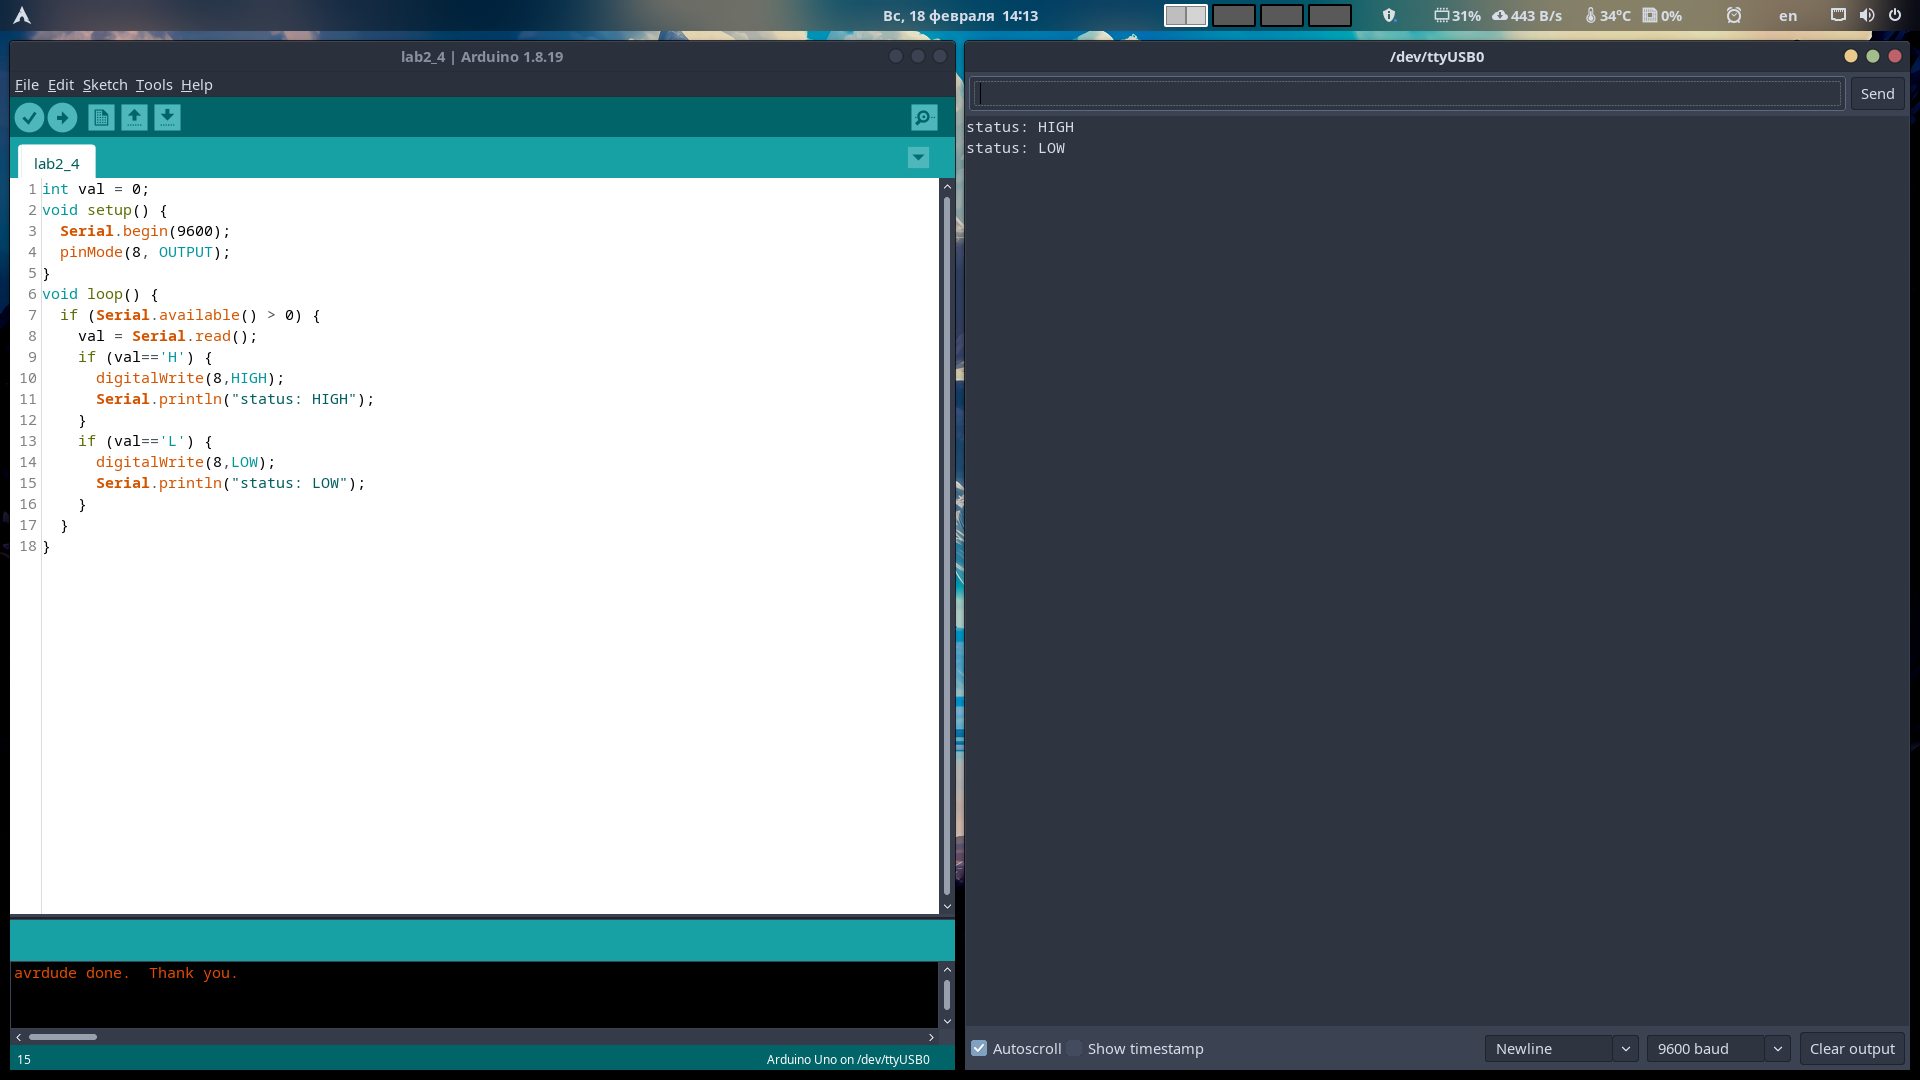 Вс, 18 февраля 14:13
31% 443 B/s 34°C 0% en
lab2_4 | Arduino 1.8.19
File Edit Sketch Tools Help
lab2_4
1 int val = 0;
2 void setup() {
3 Serial.begin(9600);
4 pinMode(8, OUTPUT);
5 }
6 void loop() {
7 if (Serial.available() > 0) {
8 val = Serial.read();
9 if (val=='H') {
10 digitalWrite(8,HIGH);
11 Serial.println("status: HIGH");
12 }
13 if (val=='L') {
14 digitalWrite(8,LOW);
15 Serial.println("status: LOW");
16 }
17 }
18 }
avrdude done.  Thank you.
15 Arduino Uno on /dev/ttyUSB0
/dev/ttyUSB0
Send
status: HIGH
status: LOW
Autoscroll Show timestamp Newline 9600 baud Clear output